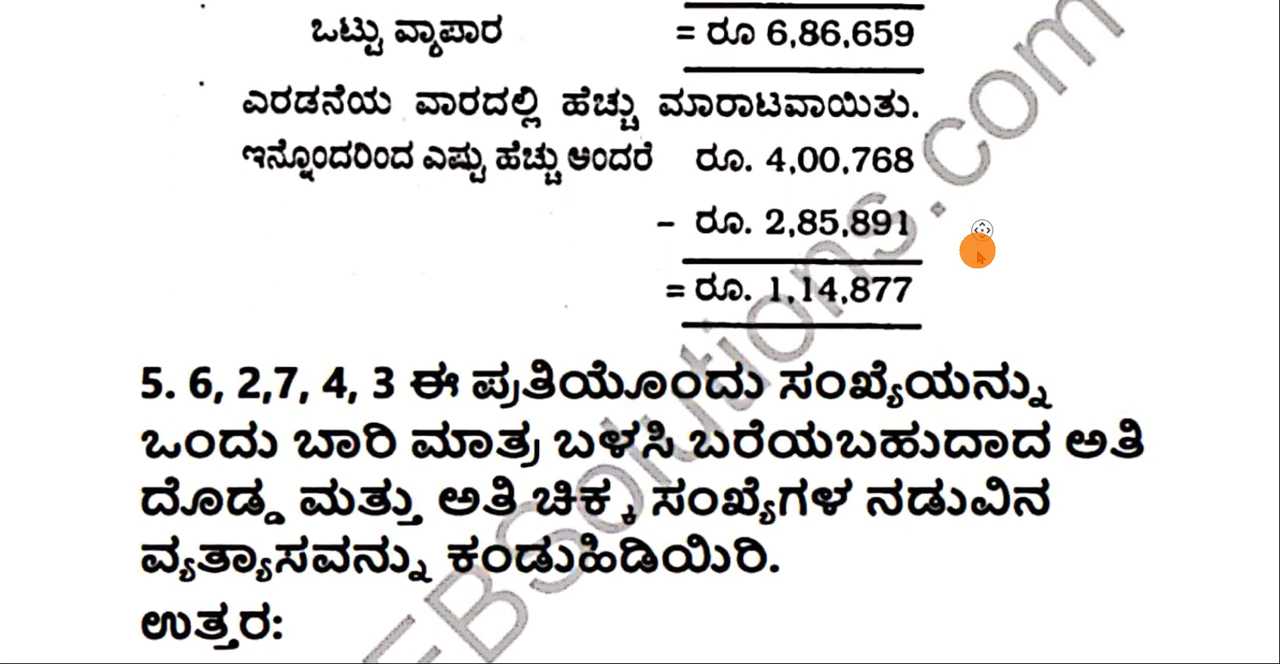 ಒಟ್ಟು ವ್ಯಾಪಾರ = ರೂ 6,86,659
ಎರಡನೆಯ ವಾರದಲ್ಲಿ ಹೆಚ್ಚು ಮಾರಾಟವಾಯಿತು.
ಇನ್ನೊಂದರಿಂದ ಎಷ್ಟು ಹೆಚ್ಚು ಅಂದರೆ ರೂ. 4,00,768
- ರೂ. 2,85,891
= ರೂ. 1,14,877
5. 6, 2,7, 4, 3 ಈ ಪ್ರತಿಯೊಂದು ಸಂಖ್ಯೆಯನ್ನು
ಒಂದು ಬಾರಿ ಮಾತ್ರ ಬಳಸಿ ಬರೆಯಬಹುದಾದ ಅತಿ
ದೊಡ್ಡ ಮತ್ತು ಅತಿ ಚಿಕ್ಕ ಸಂಖ್ಯೆಗಳ ನಡುವಿನ
ವ್ಯತ್ಯಾಸವನ್ನು ಕಂಡುಹಿಡಿಯಿರಿ.
ಉತ್ತರ:
EBSolutions.com